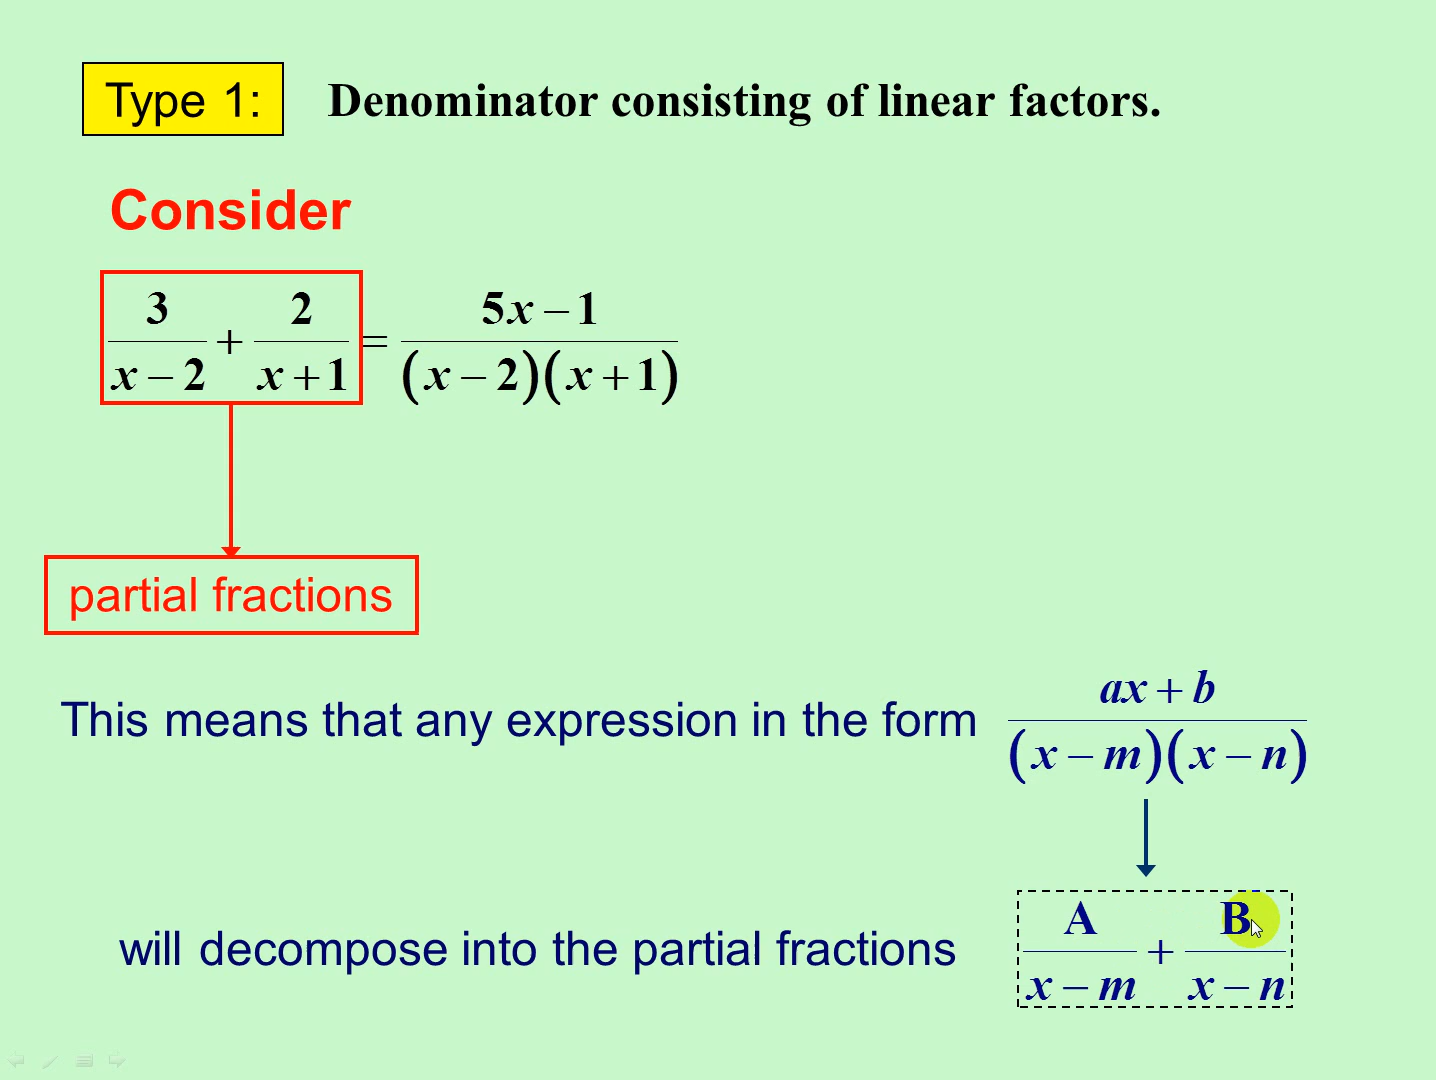 Type 1: Denominator consisting of linear factors.
Consider
3/(x − 2) + 2/(x + 1) = (5x − 1)/((x − 2)(x + 1))
partial fractions
This means that any expression in the form (ax + b)/((x − m)(x − n))
will decompose into the partial fractions A/(x − m) + B/(x − n)